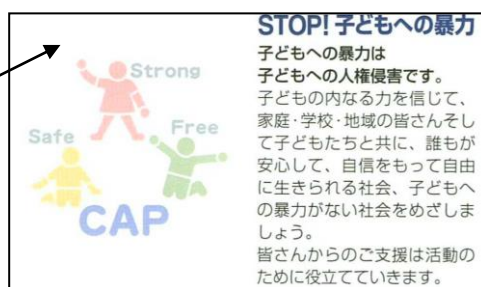 Strong
Safe
Free
CAP
STOP!子どもへの暴力
子どもへの暴力は
子どもへの人権侵害です。
子どもの内なる力を信じて、
家庭・学校・地域の皆さんそし
て子どもたちと共に、誰もが
安心して、自信をもって自由
に生きられる社会、子どもへ
の暴力がない社会をめざしま
しょう。
皆さんからのご支援は活動の
ために役立てていきます。